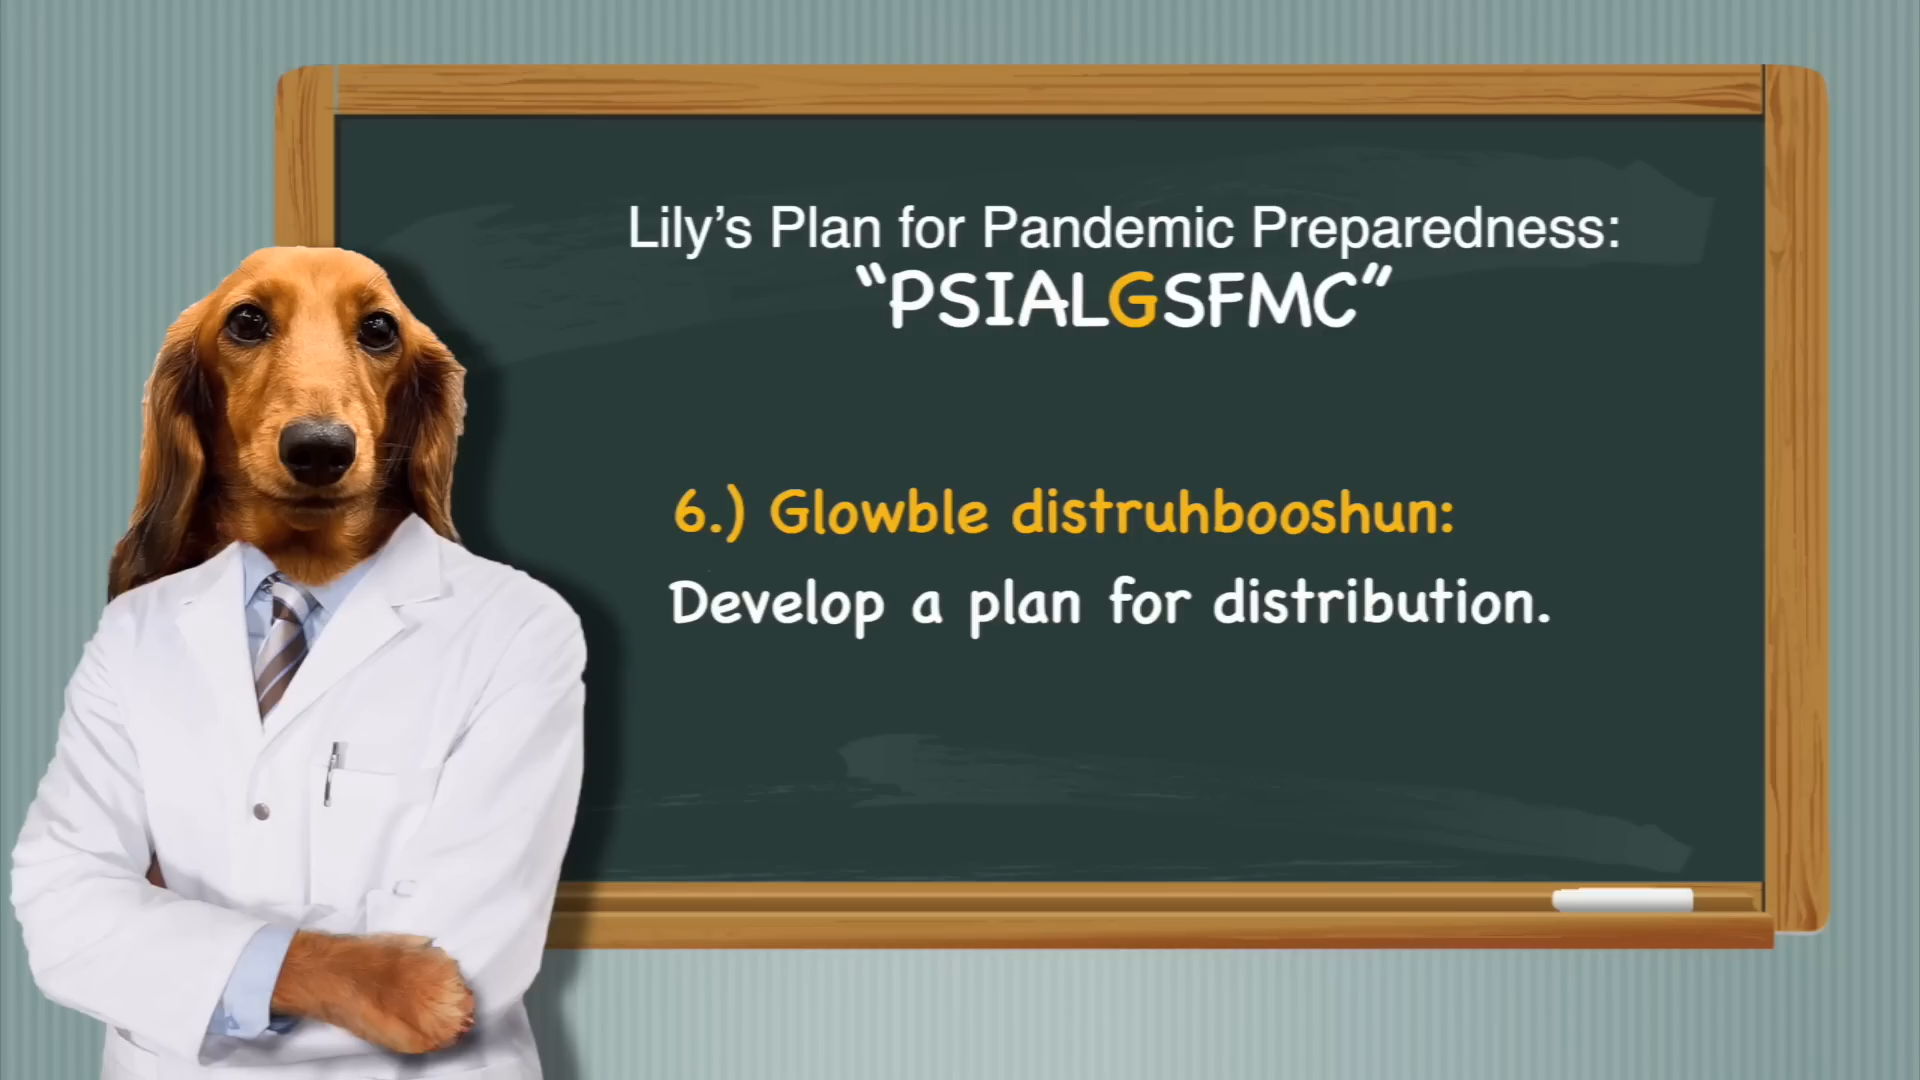 Lily’s Plan for Pandemic Preparedness:
“PSIALGSFMC”
6.) Glowble distruhbooshun:
Develop a plan for distribution.